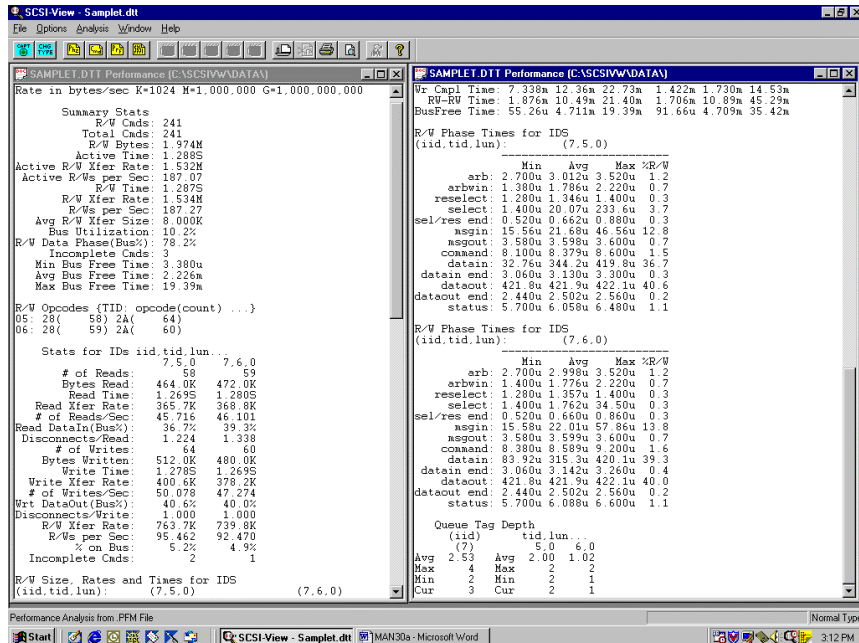 SCSI-View - Samplet.dtt
File Options Analysis Window Help
CAPT CHG TYPE
SAMPLET.DTT Performance (C:\SCSIVW\DATA\)
Rate in bytes/sec K=1024 M=1,000,000 G=1,000,000,000
Summary Stats
R/W Cmds: 241
Total Cmds: 241
R/W Bytes: 1.974M
Active Time: 1.288S
Active R/W Xfer Rate: 1.532M
Active R/Ws per Sec: 187.07
R/W Time: 1.287S
R/W Xfer Rate: 1.534M
R/Ws per Sec: 187.27
Avg R/W Xfer Size: 8.000K
Bus Utilization: 10.2%
R/W Data Phase(Bus%): 78.2%
Incomplete Cmds: 3
Min Bus Free Time: 3.380u
Avg Bus Free Time: 2.226m
Max Bus Free Time: 19.39m
R/W Opcodes {TID: opcode(count) ...}
05: 28( 58) 2A( 64)
06: 28( 59) 2A( 60)
Stats for IDs iid,tid,lun...
7,5,0 7,6,0
# of Reads: 58 59
Bytes Read: 464.0K 472.0K
Read Time: 1.269S 1.280S
Read Xfer Rate: 365.7K 368.8K
# of Reads/Sec: 45.716 46.101
Read DataIn(Bus%): 36.7% 39.3%
Disconnects/Read: 1.224 1.338
# of Writes: 64 60
Bytes Written: 512.0K 480.0K
Write Time: 1.278S 1.269S
Write Xfer Rate: 400.6K 378.2K
# of Writes/Sec: 50.078 47.274
Wrt DataOut(Bus%): 40.6% 40.0%
Disconnects/Write: 1.000 1.000
R/W Xfer Rate: 763.7K 739.8K
R/Ws per Sec: 95.462 92.470
% on Bus: 5.2% 4.9%
Incomplete Cmds: 2 1
R/W Size, Rates and Times for IDS
(iid,tid,lun): (7,5,0) (7,6,0)
SAMPLET.DTT Performance (C:\SCSIVW\DATA\)
Wr Cmpl Time: 7.338m 12.36m 22.73m 1.422m 1.730m 14.53m
RW-RW Time: 1.876m 10.49m 21.40m 1.706m 10.89m 45.29m
BusFree Time: 55.26u 4.711m 19.39m 91.66u 4.709m 35.42m
R/W Phase Times for IDS
(iid,tid,lun): (7,5,0)
Min Avg Max %R/W
arb: 2.700u 3.012u 3.520u 1.2
arbwin: 1.380u 1.786u 2.220u 0.7
reselect: 1.280u 1.346u 1.400u 0.3
select: 1.400u 20.07u 233.6u 3.7
sel/res end: 0.520u 0.662u 0.880u 0.3
msgin: 15.56u 21.68u 46.56u 12.8
msgout: 3.580u 3.598u 3.600u 0.7
command: 8.100u 8.379u 8.600u 1.5
datain: 32.76u 344.2u 419.8u 36.7
datain end: 3.060u 3.130u 3.300u 0.3
dataout: 421.8u 421.9u 422.1u 40.6
dataout end: 2.440u 2.502u 2.560u 0.2
status: 5.700u 6.058u 6.480u 1.1
R/W Phase Times for IDS
(iid,tid,lun): (7,6,0)
Min Avg Max %R/W
arb: 2.700u 2.998u 3.520u 1.2
arbwin: 1.400u 1.776u 2.220u 0.7
reselect: 1.280u 1.357u 1.400u 0.3
select: 1.400u 1.762u 34.50u 0.3
sel/res end: 0.520u 0.660u 0.860u 0.3
msgin: 15.58u 22.01u 57.86u 13.8
msgout: 3.580u 3.599u 3.600u 0.7
command: 8.380u 8.589u 9.200u 1.6
datain: 83.92u 315.3u 420.1u 39.3
datain end: 3.060u 3.142u 3.260u 0.4
dataout: 421.8u 421.9u 422.1u 40.0
dataout end: 2.440u 2.502u 2.560u 0.2
status: 5.700u 6.088u 6.600u 1.1
Queue Tag Depth
(iid) tid,lun...
(7) 5,0 6,0
Avg 2.53 Avg 2.00 1.02
Max 4 Max 2 2
Min 2 Min 2 1
Cur 3 Cur 2 1
Performance Analysis from .PFM File
Normal Typ
Start SCSI-View - Samplet.dtt MAN30a - Microsoft Word 3:12 PM